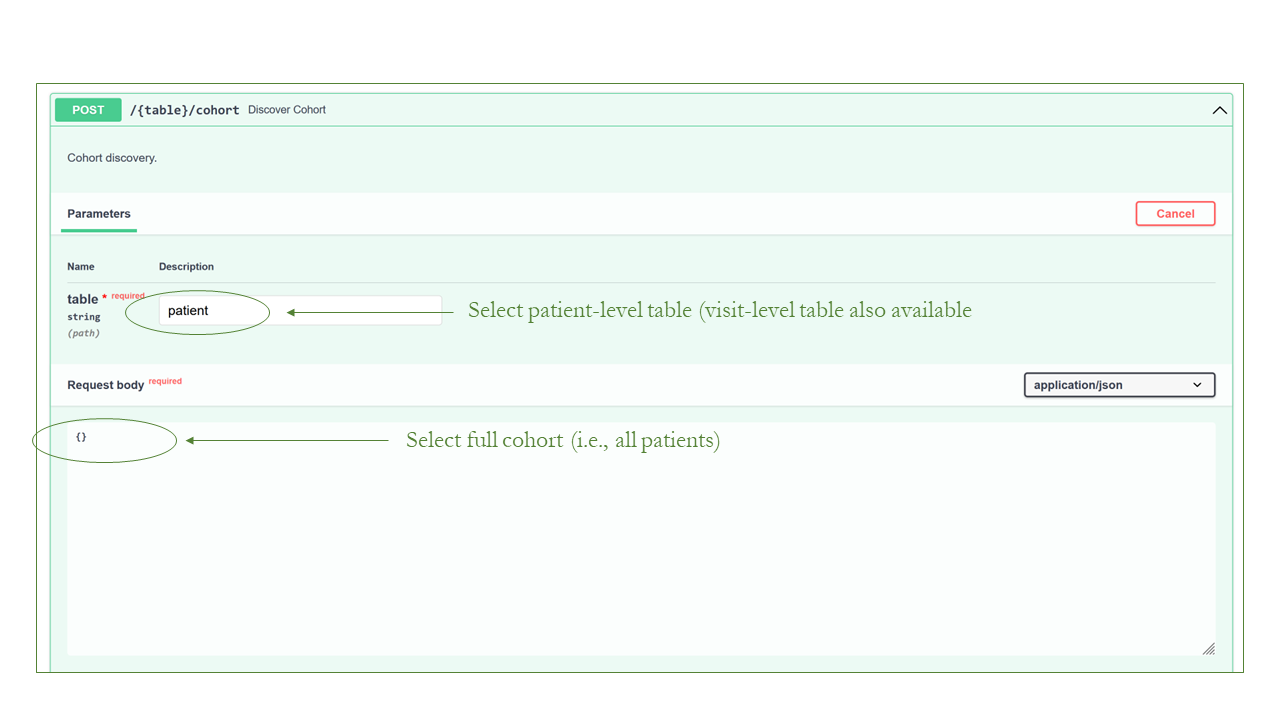 POST /{table}/cohort Discover Cohort
Cohort discovery.
Parameters Cancel
Name Description
table * required
string
(path)
patient
Select patient-level table (visit-level table also available
Request body required application/json
{}
Select full cohort (i.e., all patients)